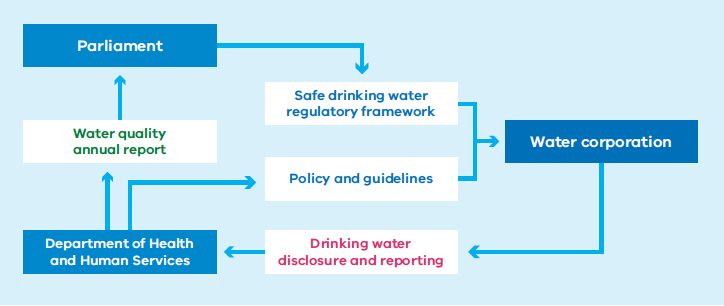 Parliament
Safe drinking water
regulatory framework
Water quality
annual report
Water corporation
Policy and guidelines
Department of Health
and Human Services
Drinking water
disclosure and reporting